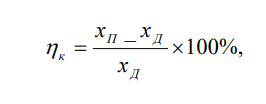 η_к = (x_П _ x_Д) / x_Д ×100%,